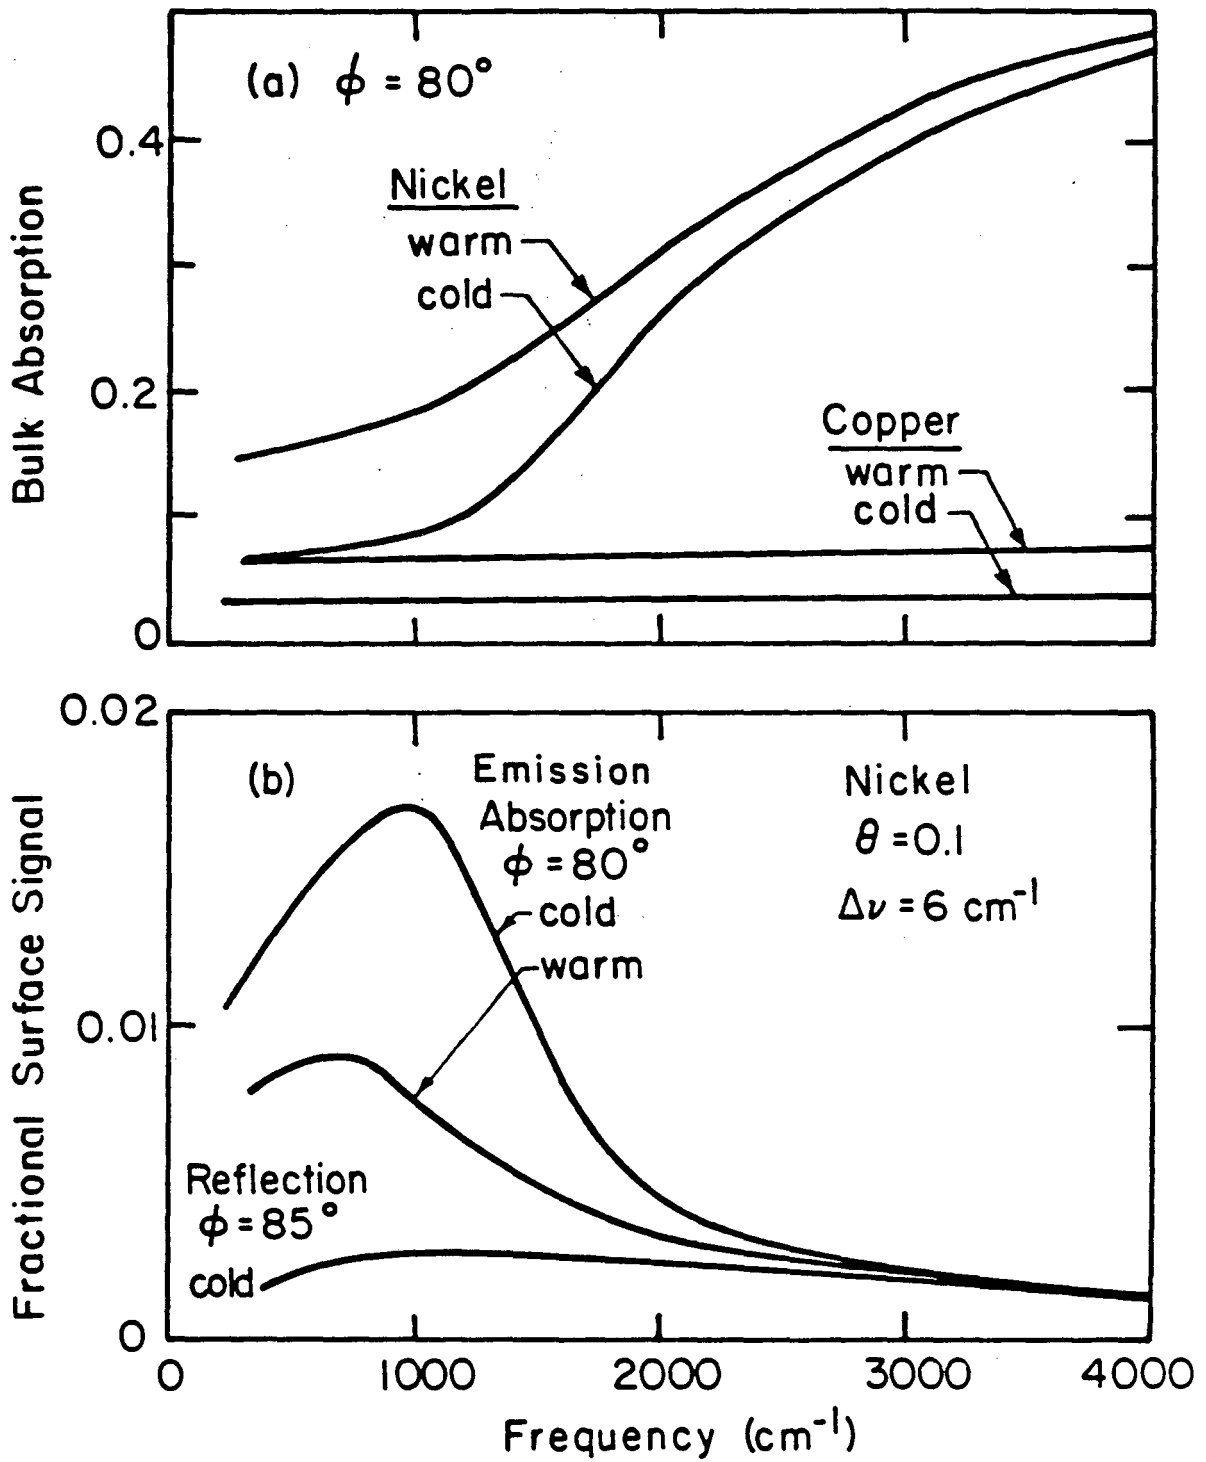 (a) ϕ = 80°
0.4
0.2
0
Bulk Absorption
Nickel
warm
cold
Copper
warm
cold
0.02
0.01
0
Fractional Surface Signal
(b)
Emission
Absorption
ϕ = 80°
cold
warm
Nickel
θ = 0.1
Δν = 6 cm⁻¹
Reflection
ϕ = 85°
cold
0 1000 2000 3000 4000
Frequency (cm⁻¹)